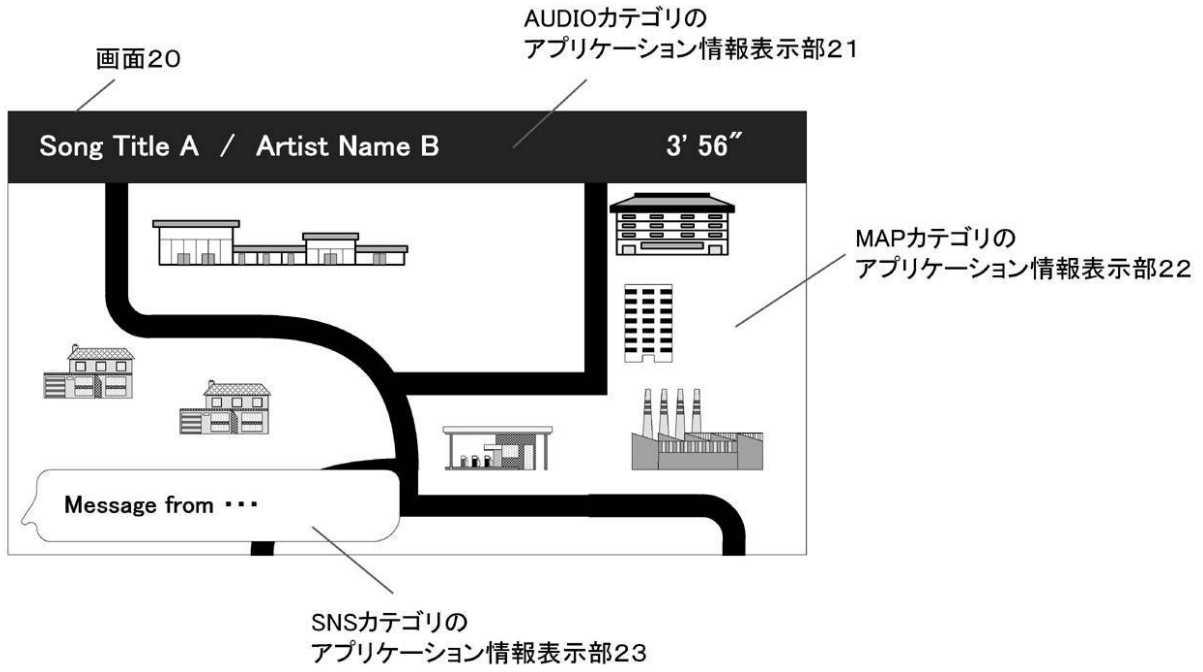 AUDIOカテゴリの
アプリケーション情報表示部21
画面20
Song Title A / Artist Name B 3' 56″
MAPカテゴリの
アプリケーション情報表示部22
Message from ・・・
SNSカテゴリの
アプリケーション情報表示部23